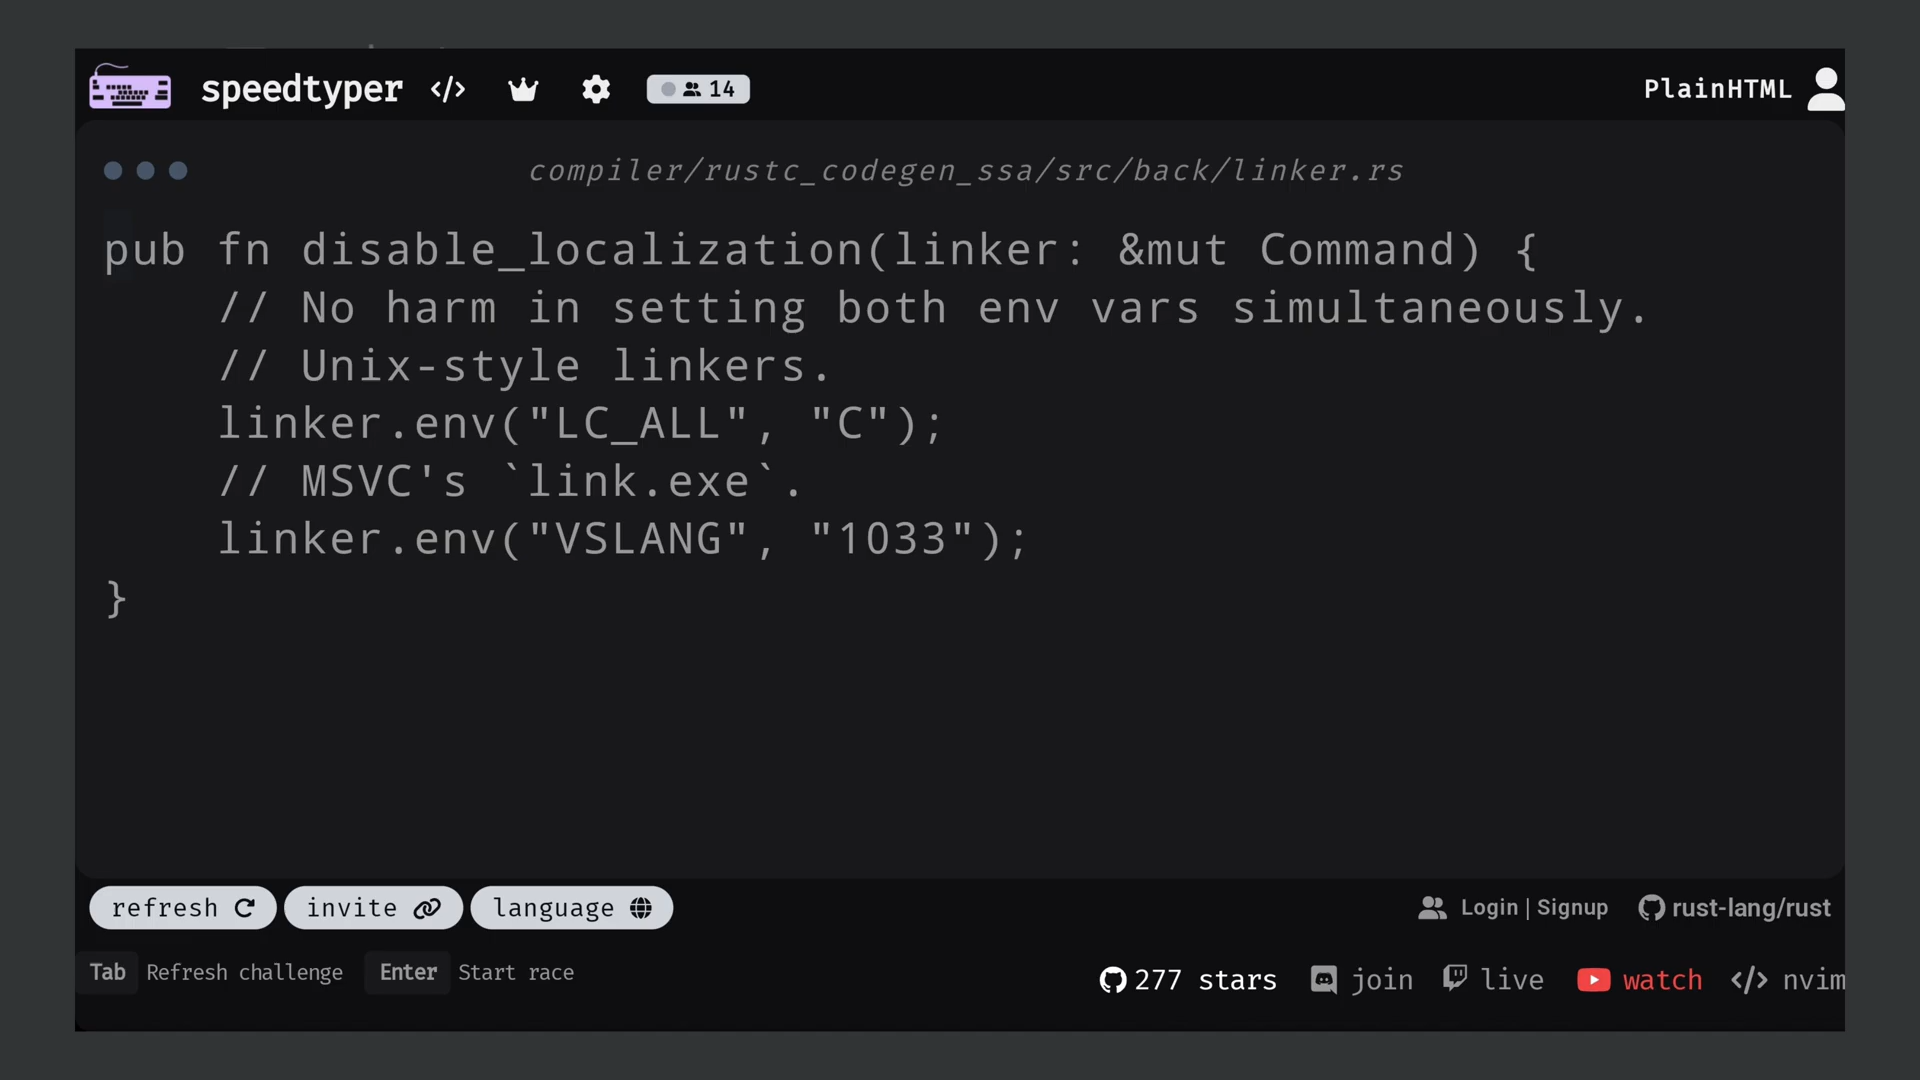 speedtyper </> 14 PlainHTML
compiler/rustc_codegen_ssa/src/back/linker.rs
pub fn disable_localization(linker: &mut Command) {
    // No harm in setting both env vars simultaneously.
    // Unix-style linkers.
    linker.env("LC_ALL", "C");
    // MSVC's `link.exe`.
    linker.env("VSLANG", "1033");
}
refresh invite language Login | Signup rust-lang/rust
Tab Refresh challenge Enter Start race
277 stars join live watch </> nvim